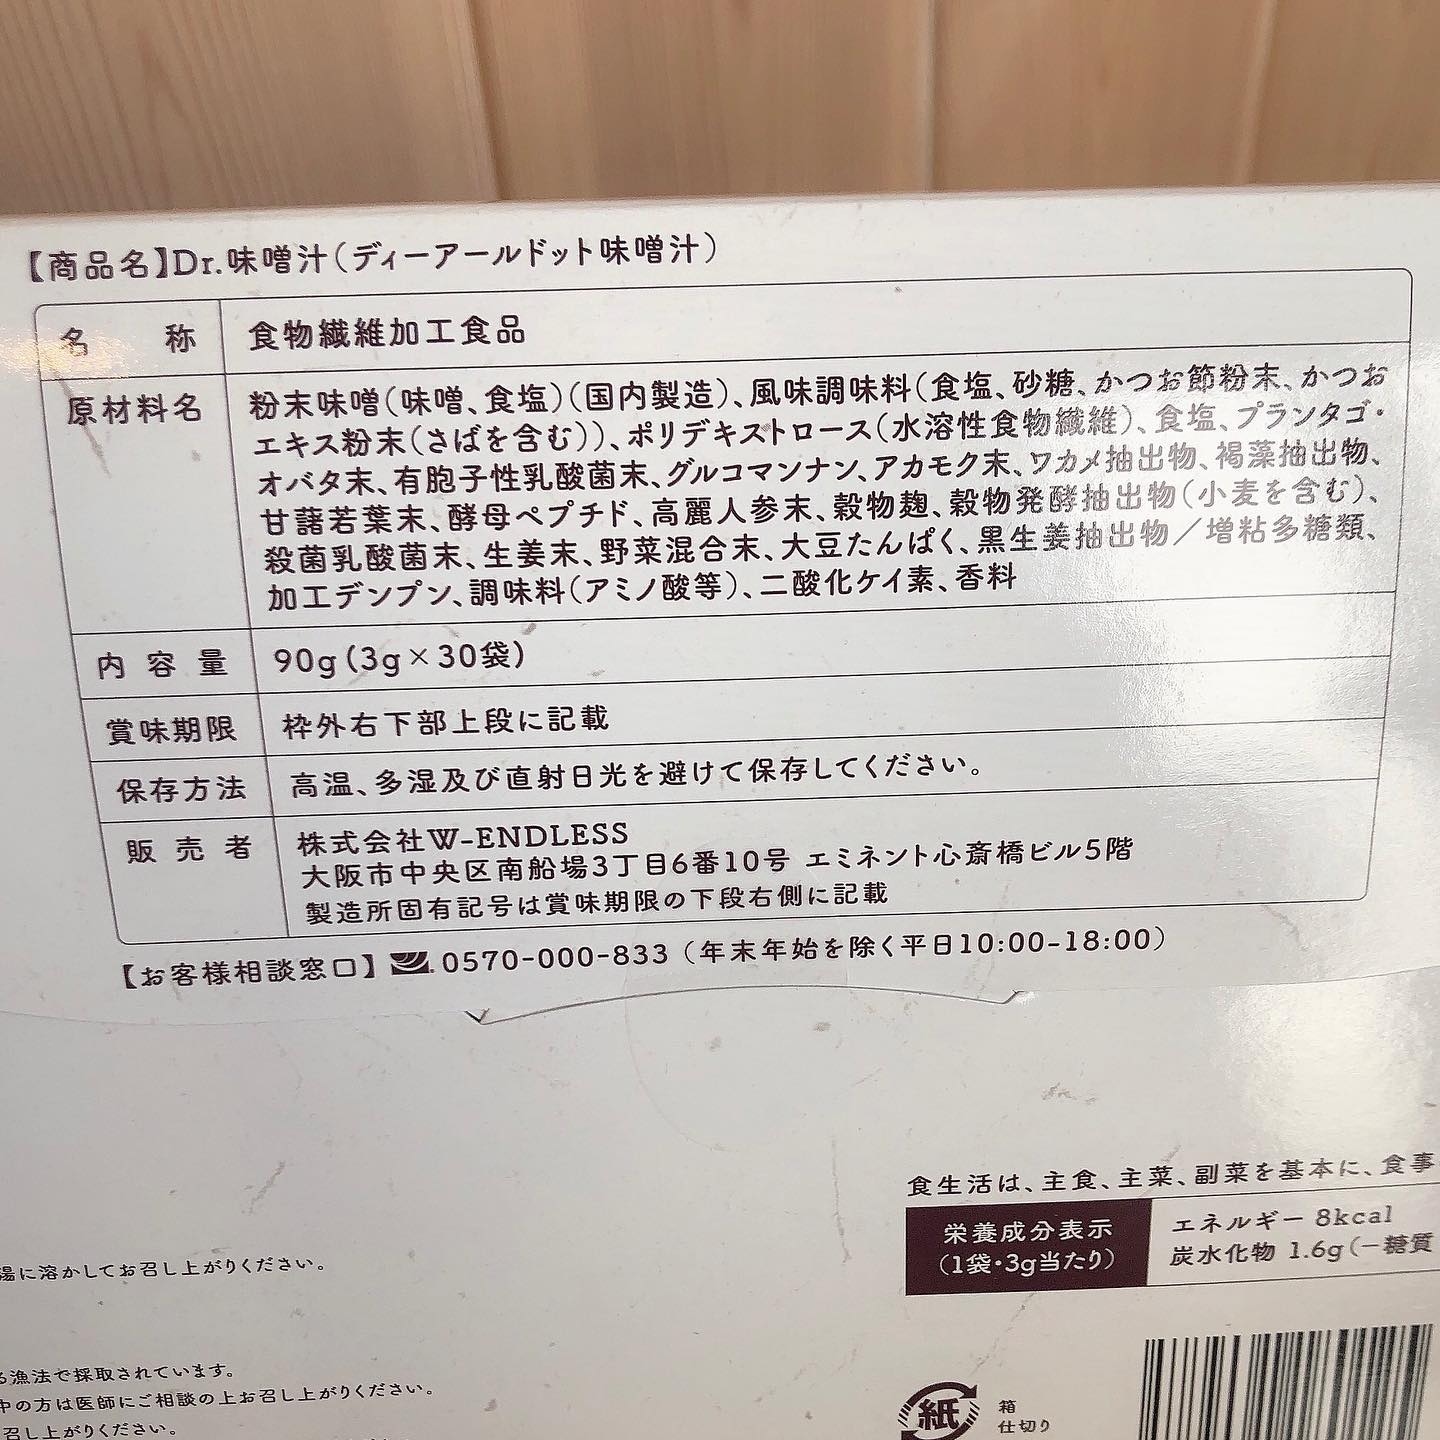 【商品名】Dr.味噌汁(ディーアールドット味噌汁)
名 称 食物繊維加工食品
原材料名 粉末味噌(味噌、食塩)(国内製造)、風味調味料(食塩、砂糖、かつお節粉末、かつお
エキス粉末(さばを含む))、ポリデキストロース(水溶性食物繊維)、食塩、プランタゴ・
オバタ末、有胞子性乳酸菌末、グルコマンナン、アカモク末、ワカメ抽出物、褐藻抽出物、
甘藷若葉末、酵母ペプチド、高麗人参末、穀物麹、穀物発酵抽出物(小麦を含む)、
殺菌乳酸菌末、生姜末、野菜混合末、大豆たんぱく、黒生姜抽出物/増粘多糖類、
加工デンプン、調味料(アミノ酸等)、二酸化ケイ素、香料
内容量 90g(3g×30袋)
賞味期限 枠外右下部上段に記載
保存方法 高温、多湿及び直射日光を避けて保存してください。
販売者 株式会社W-ENDLESS
大阪市中央区南船場3丁目6番10号 エミネント心斎橋ビル5階
製造所固有記号は賞味期限の下段右側に記載
【お客様相談窓口】0570-000-833(年末年始を除く平日10:00-18:00)
食生活は、主食、主菜、副菜を基本に、食事
栄養成分表示
(1袋・3g当たり)
エネルギー 8kcal
炭水化物 1.6g(-糖質
湯に溶かしてお召し上がりください。
る漁法で採取されています。
中の方は医師にご相談の上お召し上がりください。
召し上がりください。
紙
箱
仕切り